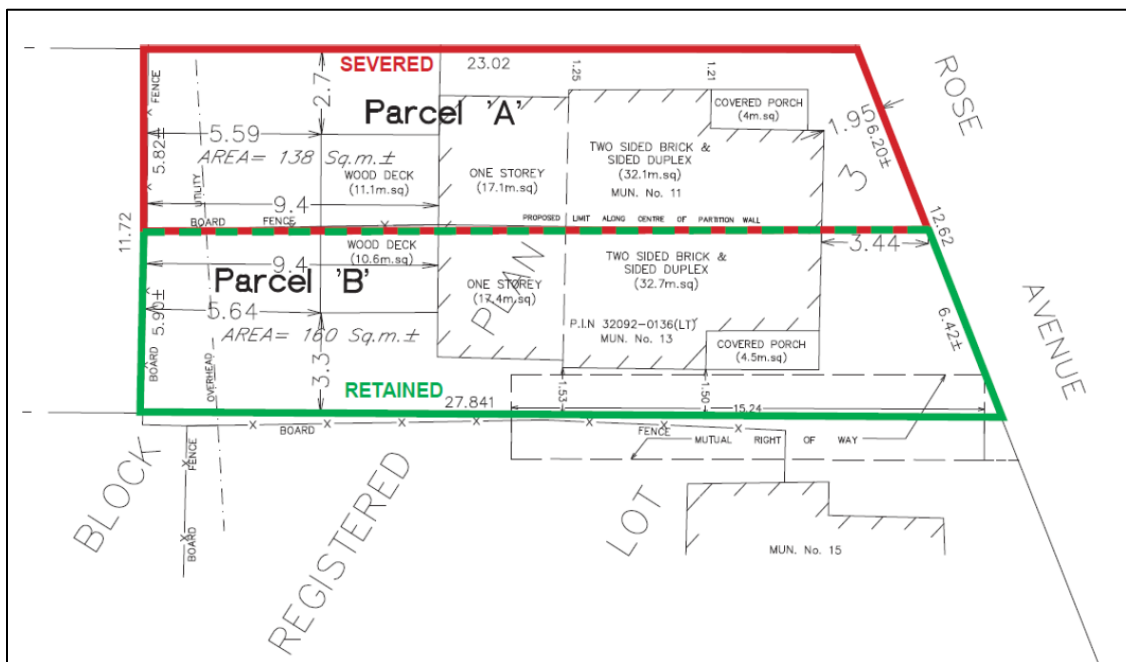 SEVERED
23.02
1.25
1.21
ROSE
FENCE
2.7
Parcel 'A'
COVERED PORCH
(4m.sq)
1.95
6.20±
5.59
5.82±
AREA= 138 Sq.m.±
TWO SIDED BRICK &
SIDED DUPLEX
(32.1m.sq)
MUN. No. 11
3
WOOD DECK
(11.1m.sq)
ONE STOREY
(17.1m.sq)
UTILITY
9.4
BOARD FENCE
PROPOSED LIMIT ALONG CENTRE OF PARTITION WALL
12.62
11.72
3.44
WOOD DECK
(10.6m.sq)
9.4
Parcel 'B'
PLAN
TWO SIDED BRICK &
SIDED DUPLEX
(32.7m.sq)
ONE STOREY
(17.4m.sq)
AVENUE
5.90±
5.64
P.I.N 32092-0136(LT)
MUN. No. 13
6.42±
AREA= 160 Sq.m.±
COVERED PORCH
(4.5m.sq)
BOARD
OVERHEAD
3.3
RETAINED
27.841
1.53
1.50
15.24
BOARD
FENCE
MUTUAL RIGHT OF WAY
FENCE
BLOCK
REGISTERED
LOT
BOARD
MUN. No. 15